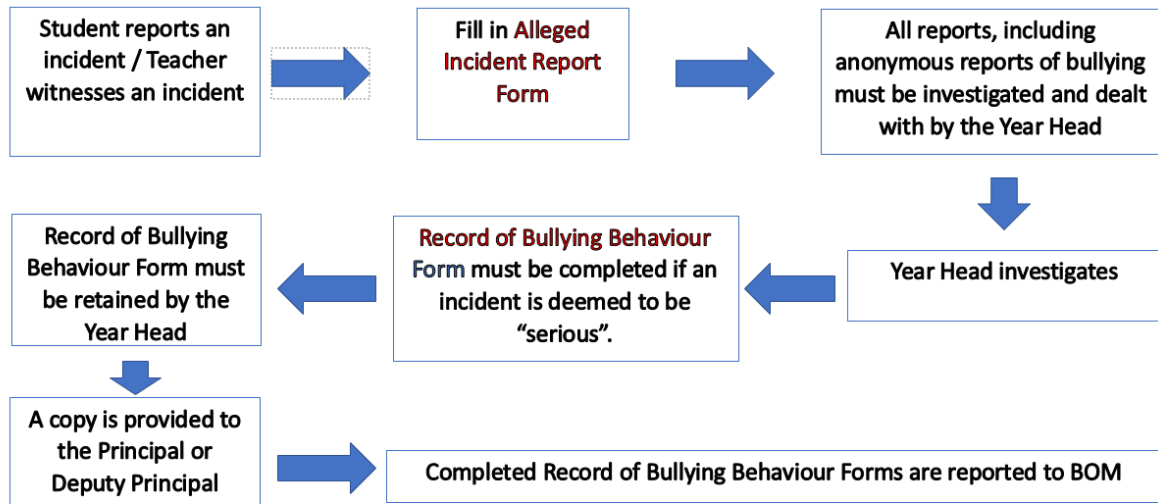 Student reports an
incident / Teacher
witnesses an incident
Fill in Alleged
Incident Report
Form
All reports, including
anonymous reports of bullying
must be investigated and dealt
with by the Year Head
Year Head investigates
Record of Bullying Behaviour
Form must be completed if an
incident is deemed to be
“serious”.
Record of Bullying
Behaviour Form must
be retained by the
Year Head
A copy is provided to
the Principal or
Deputy Principal
Completed Record of Bullying Behaviour Forms are reported to BOM